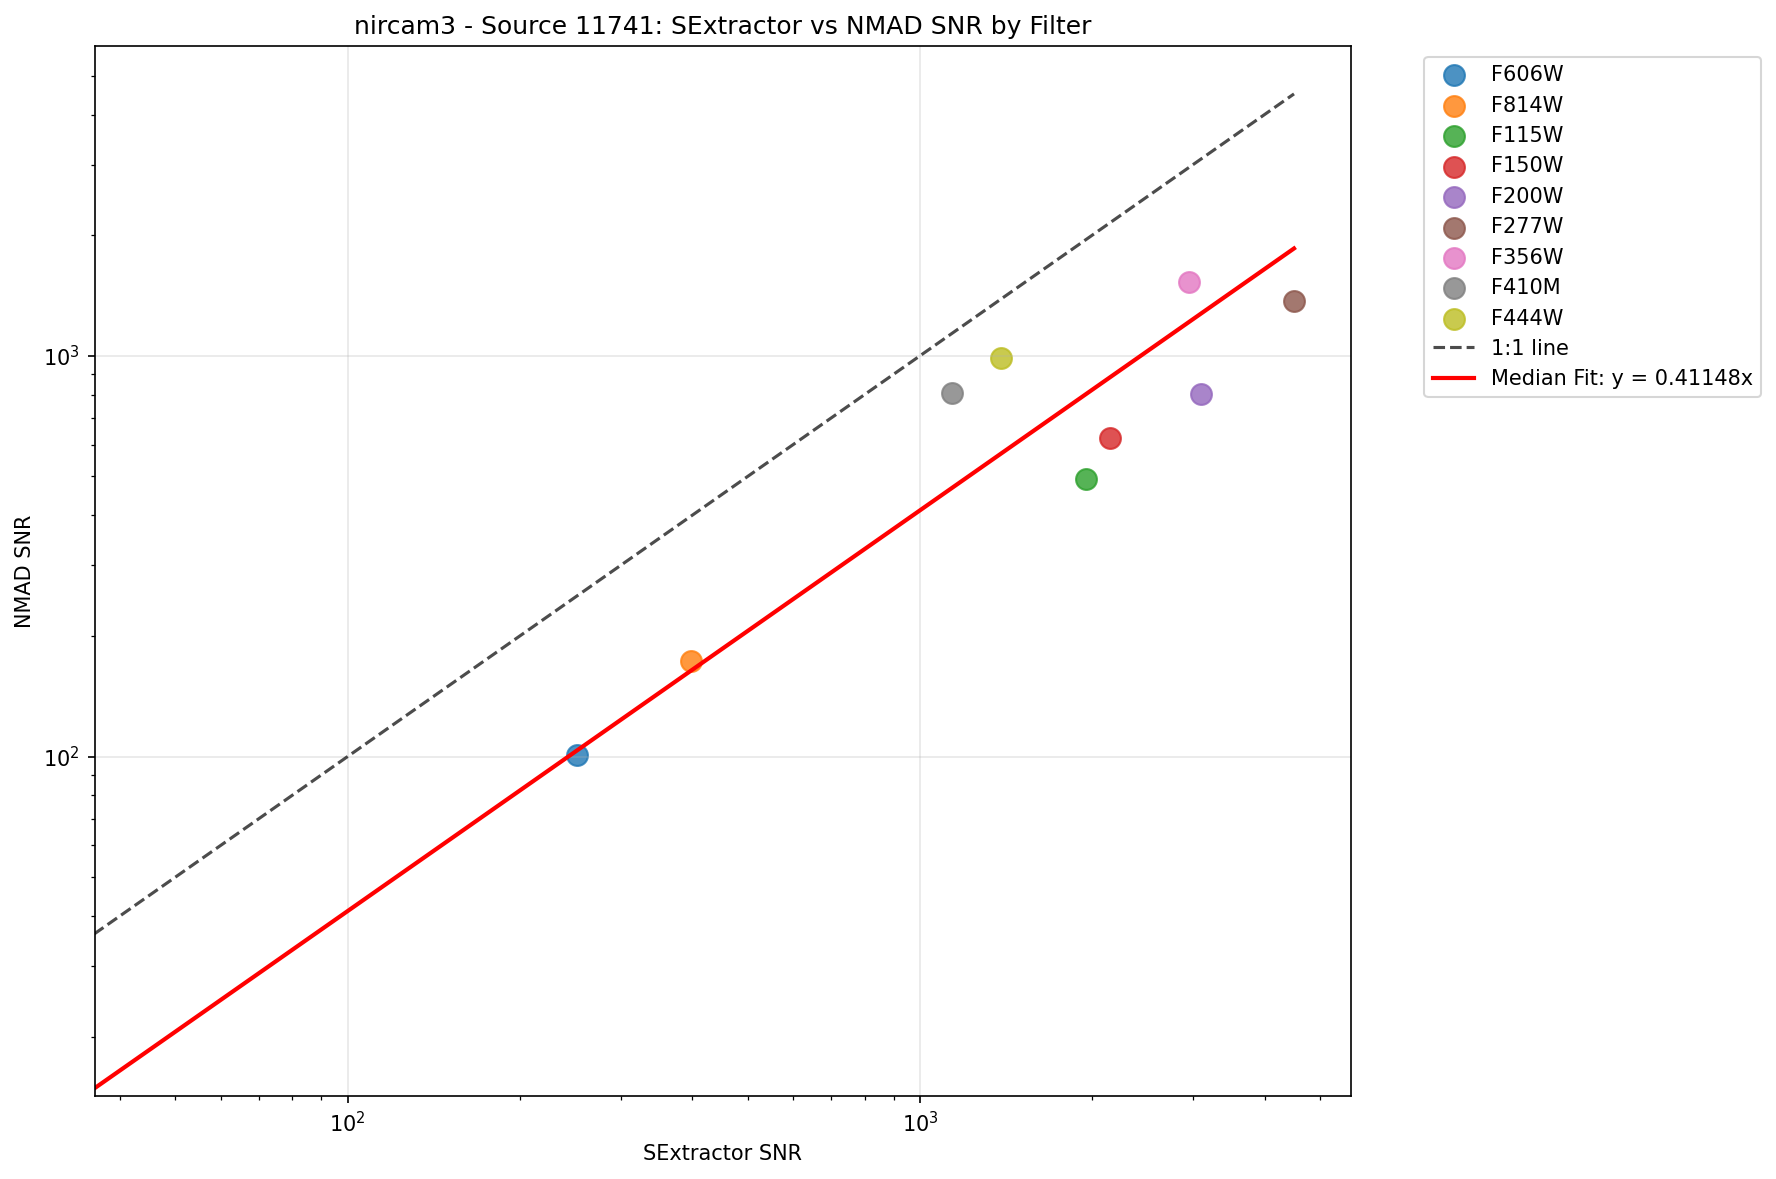 nircam3 - Source 11741: SExtractor vs NMAD SNR by Filter
F606W
F814W
F115W
F150W
F200W
F277W
F356W
F410M
F444W
1:1 line
Median Fit: y = 0.41148x
NMAD SNR
10³
10²
10²
10³
SExtractor SNR